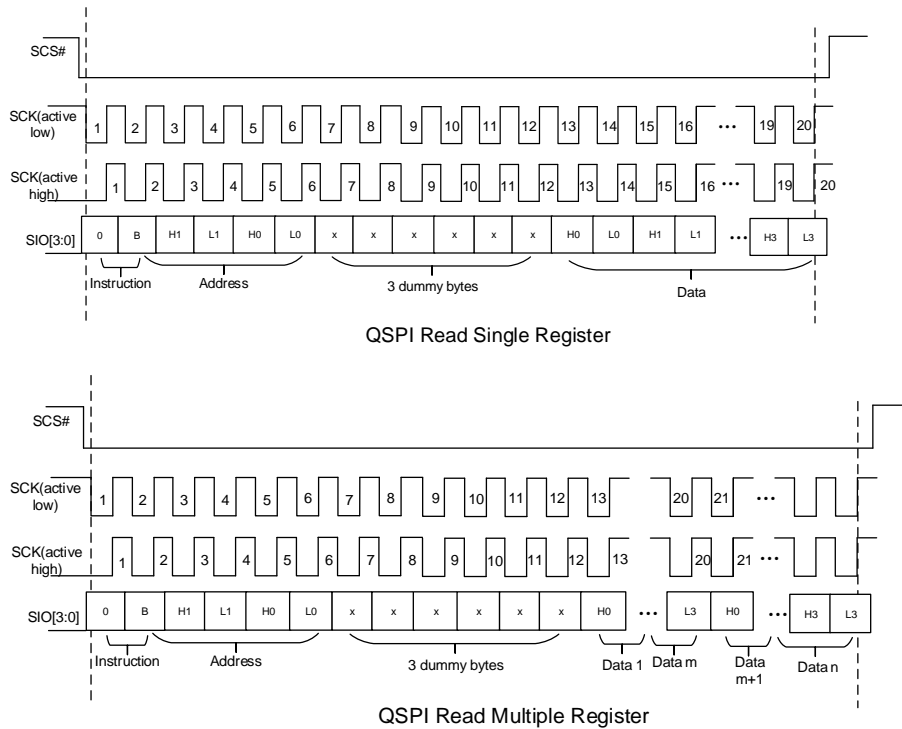 SCS#
SCK(active low)
1 2 3 4 5 6 7 8 9 10 11 12 13 14 15 16 ••• 19 20
SCK(active high)
1 2 3 4 5 6 7 8 9 10 11 12 13 14 15 16 ••• 19 20
SIO[3:0] 0 B H1 L1 H0 L0 x x x x x x H0 L0 H1 L1 ••• H3 L3
Instruction Address 3 dummy bytes Data
QSPI Read Single Register
SCS#
SCK(active low)
1 2 3 4 5 6 7 8 9 10 11 12 13 20 21 •••
SCK(active high)
1 2 3 4 5 6 7 8 9 10 11 12 13 20 21 •••
SIO[3:0] 0 B H1 L1 H0 L0 x x x x x x H0 ••• L3 H0 ••• H3 L3
Instruction Address 3 dummy bytes Data 1 Data m Data m+1 Data n
QSPI Read Multiple Register